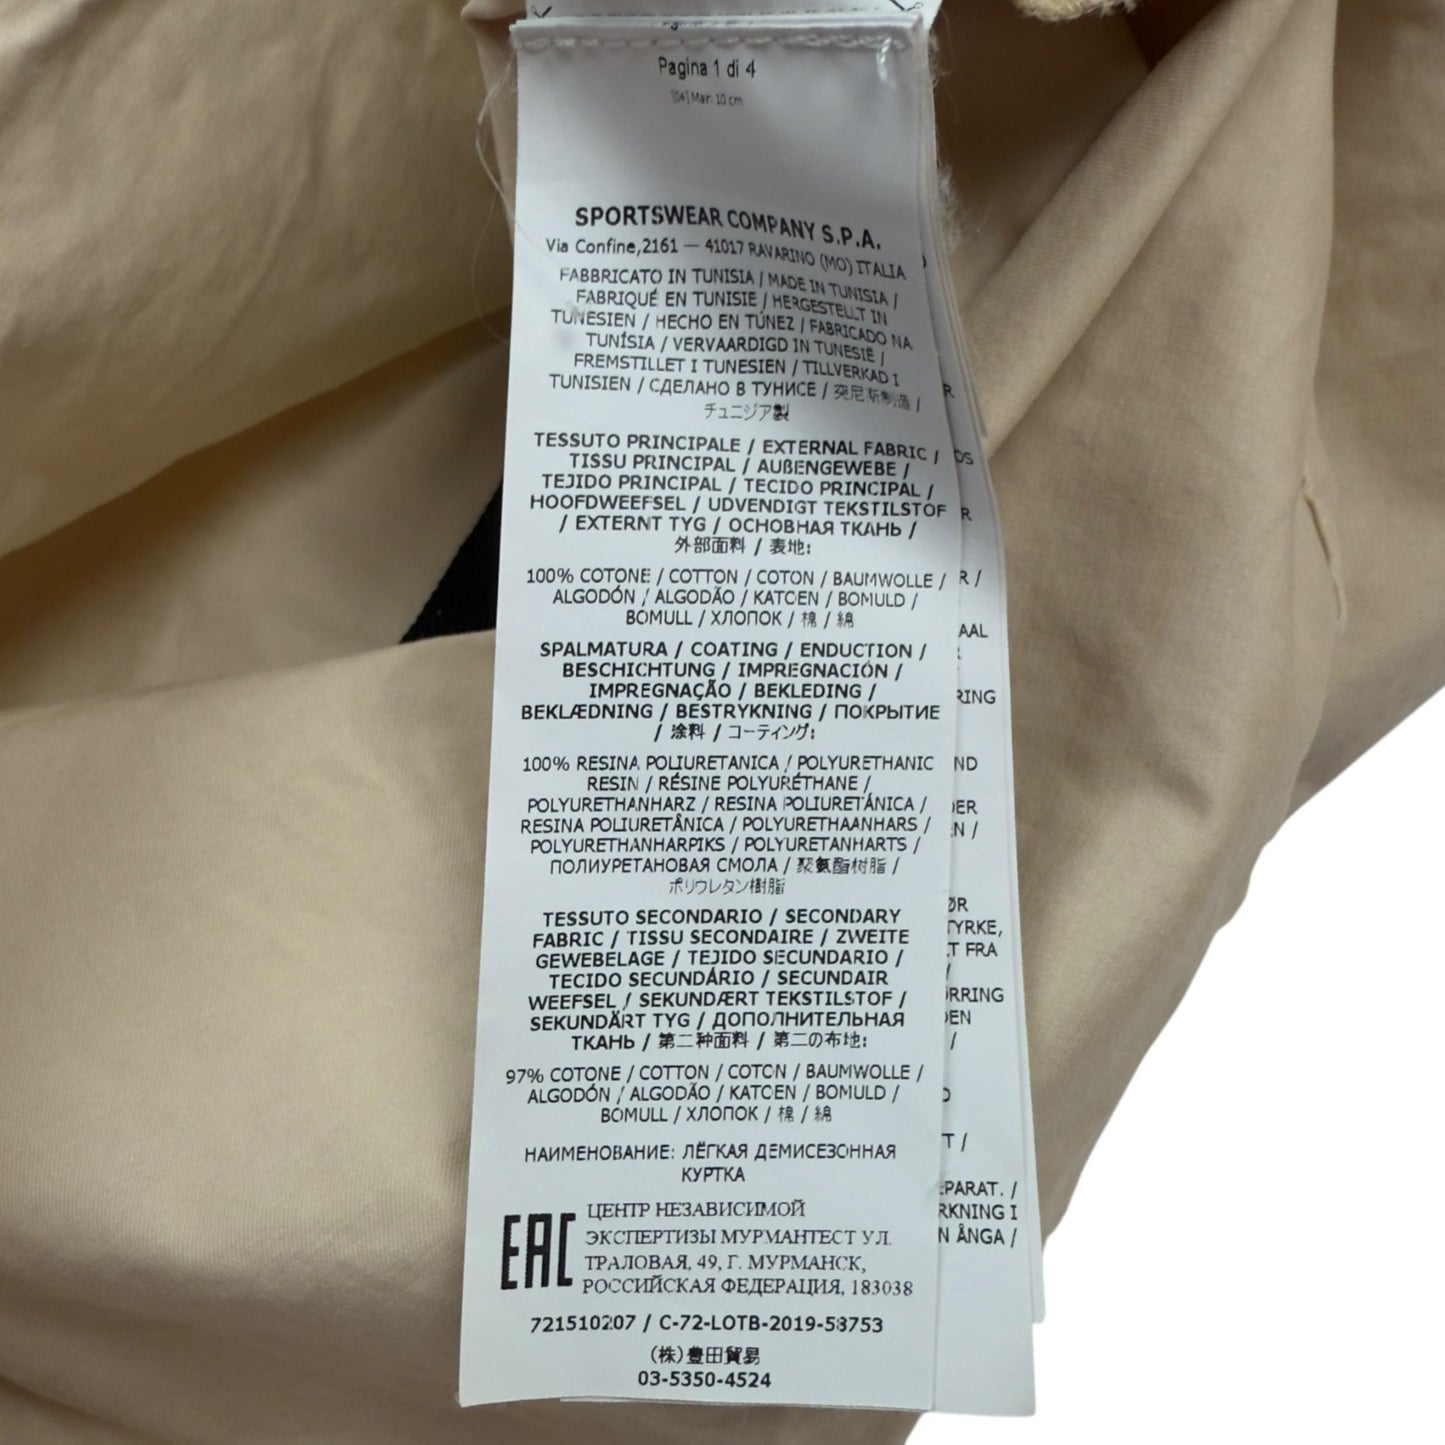 Pagina 1 di 4
[04] Man 10 cm
SPORTSWEAR COMPANY S.P.A.
Via Confine,2161 — 41017 RAVARINO (MO) ITALIA
FABBRICATO IN TUNISIA / MADE IN TUNISIA /
FABRIQUÉ EN TUNISIE / HERGESTELLT IN
TUNESIEN / HECHO EN TÚNEZ / FABRICADO NA
TUNÍSIA / VERVAARDIGD IN TUNESIË /
FREMSTILLET I TUNESIEN / TILLVERKAD I
TUNISIEN / СДЕЛАНО В ТУНИСЕ / 突尼斯制造 /
チュニジア製
TESSUTO PRINCIPALE / EXTERNAL FABRIC /
TISSU PRINCIPAL / AUßENGEWEBE /
TEJIDO PRINCIPAL / TECIDO PRINCIPAL /
HOOFDWEEFSEL / UDVENDIGT TEKSTILSTOF
/ EXTERNT TYG / ОСНОВНАЯ ТКАНЬ /
外部面料 / 表地:
100% COTONE / COTTON / COTON / BAUMWOLLE /
ALGODÓN / ALGODÃO / KATOEN / BOMULD /
BOMULL / ХЛОПОК / 棉 / 綿
SPALMATURA / COATING / ENDUCTION /
BESCHICHTUNG / IMPREGNACIÓN /
IMPREGNAÇÃO / BEKLEDING /
BEKLÆDNING / BESTRYKNING / ПОКРЫТИЕ
/ 涂料 / コーティング:
100% RESINA POLIURETANICA / POLYURETHANIC
RESIN / RÉSINE POLYURÉTHANE /
POLYURETHANHARZ / RESINA POLIURETÁNICA /
RESINA POLIURETÂNICA / POLYURETHAANHARS /
POLYURETHANHARPIKS / POLYURETANHARTS /
ПОЛИУРЕТАНОВАЯ СМОЛА / 聚氨酯树脂 /
ポリウレタン樹脂
TESSUTO SECONDARIO / SECONDARY
FABRIC / TISSU SECONDAIRE / ZWEITE
GEWEBELAGE / TEJIDO SECUNDARIO /
TECIDO SECUNDÁRIO / SECUNDAIR
WEEFSEL / SEKUNDÆRT TEKSTILSTOF /
SEKUNDÄRT TYG / ДОПОЛНИТЕЛЬНАЯ
ТКАНЬ / 第二种面料 / 第二の布地:
97% COTONE / COTTON / COTON / BAUMWOLLE /
ALGODÓN / ALGODÃO / KATOEN / BOMULD /
BOMULL / ХЛОПОК / 棉 / 綿
НАИМЕНОВАНИЕ: ЛЁГКАЯ ДЕМИСЕЗОННАЯ
КУРТКА
EAC
ЦЕНТР НЕЗАВИСИМОЙ
ЭКСПЕРТИЗЫ МУРМАНТЕСТ УЛ.
ТРАЛОВАЯ, 49, Г. МУРМАНСК,
РОССИЙСКАЯ ФЕДЕРАЦИЯ, 183038
721510207 / C-72-LOTB-2019-58753
(株)豊田貿易
03-5350-4524